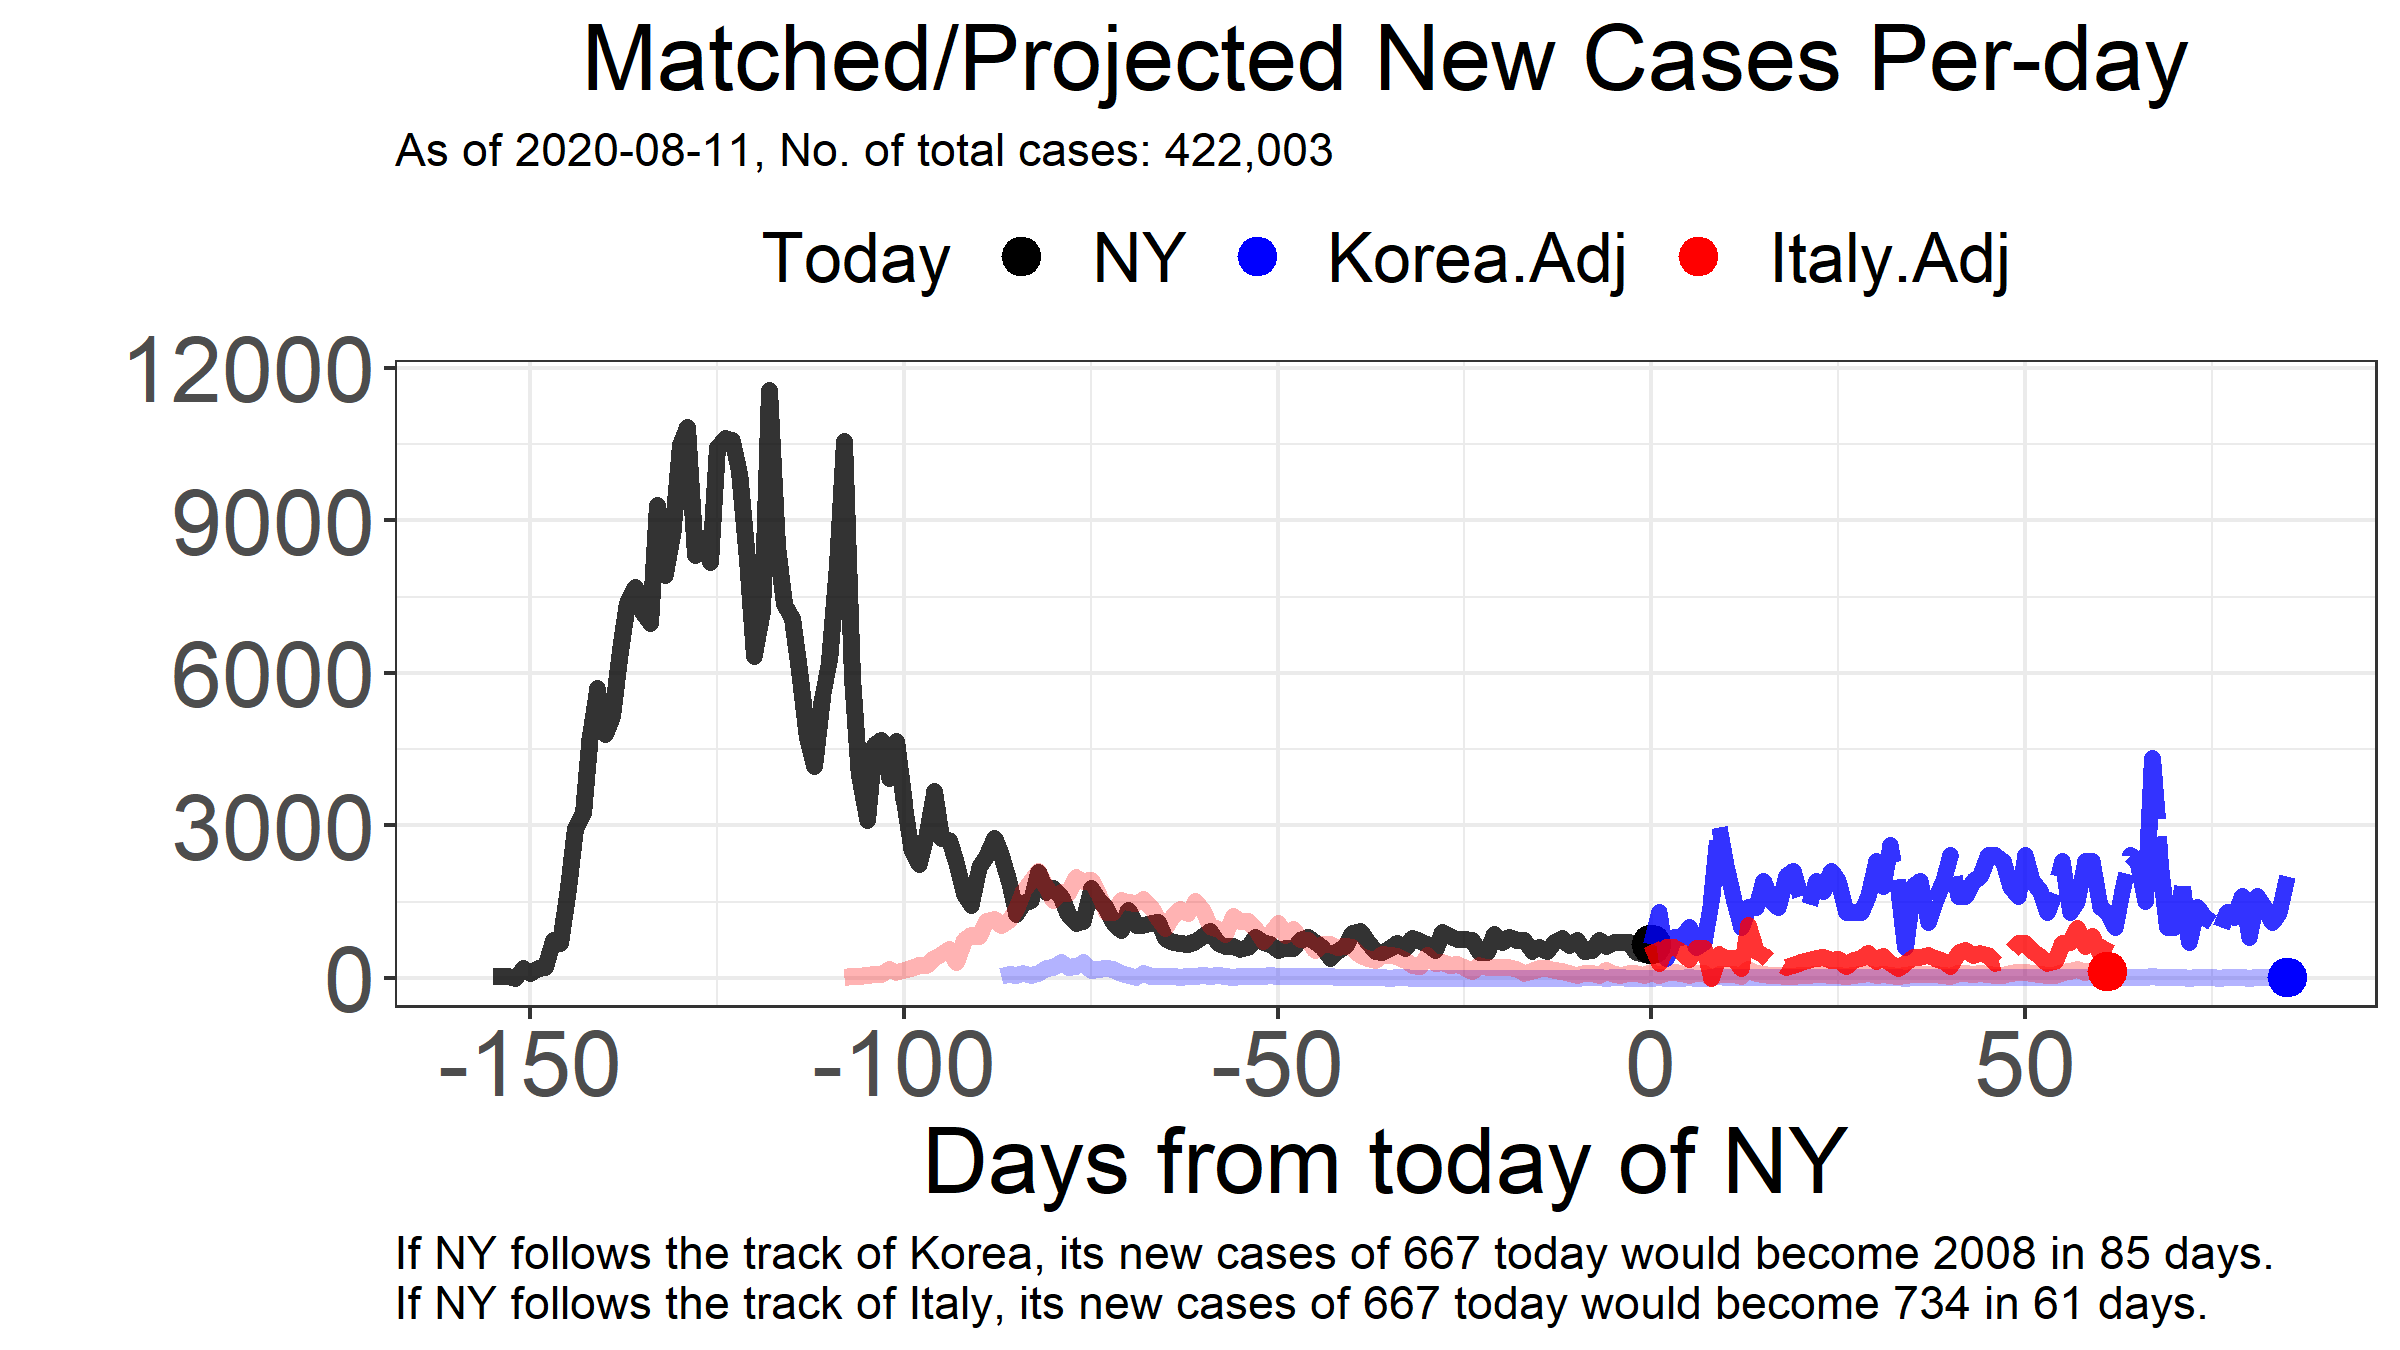 Matched/Projected New Cases Per-day
As of 2020-08-11, No. of total cases: 422,003
Today NY Korea.Adj Italy.Adj
12000
9000
6000
3000
0
-150 -100 -50 0 50
Days from today of NY
If NY follows the track of Korea, its new cases of 667 today would become 2008 in 85 days.
If NY follows the track of Italy, its new cases of 667 today would become 734 in 61 days.